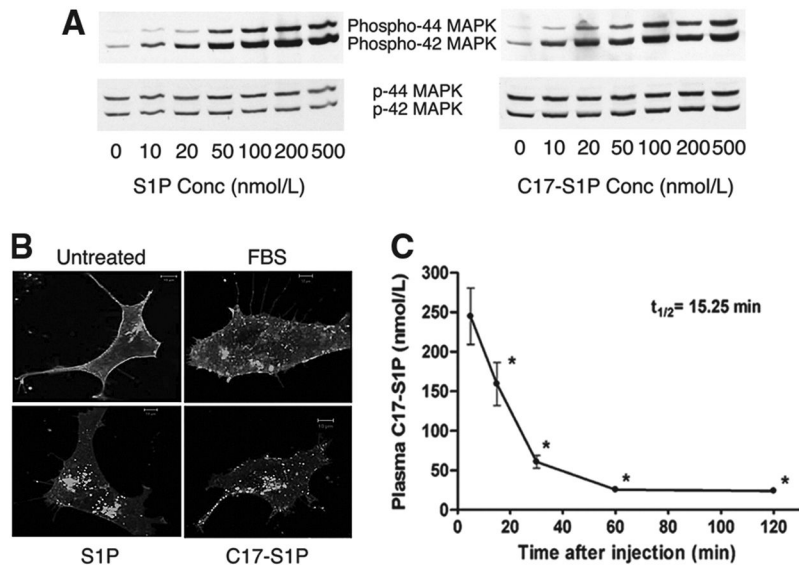 A
Phospho-44 MAPK
Phospho-42 MAPK
p-44 MAPK
p-42 MAPK
0 10 20 50 100 200 500
S1P Conc (nmol/L)
0 10 20 50 100 200 500
C17-S1P Conc (nmol/L)
B
Untreated
FBS
S1P
C17-S1P
C
Plasma C17-S1P (nmol/L)
300
250
200
150
100
50
0
t1/2= 15.25 min
*
*
*
*
0 20 40 60 80 100 120
Time after injection (min)